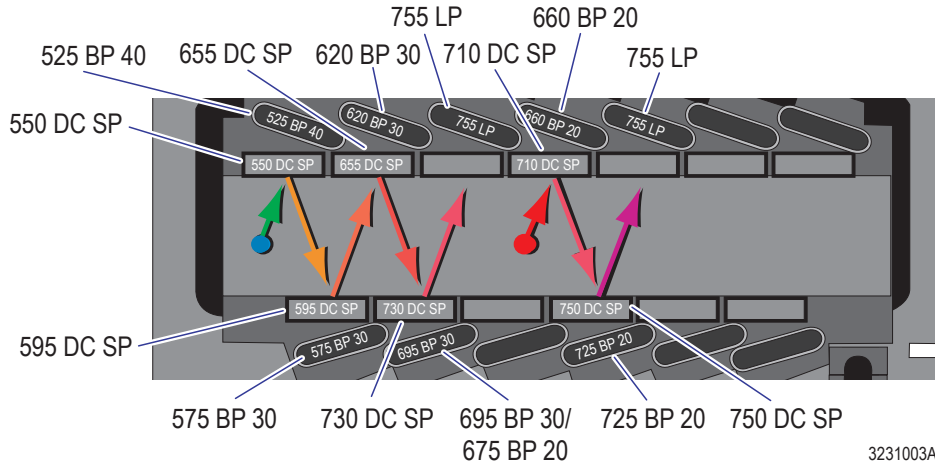 755 LP
660 BP 20
525 BP 40
655 DC SP
620 BP 30
710 DC SP
755 LP
550 DC SP
525 BP 40
620 BP 30
755 LP
660 BP 20
755 LP
550 DC SP
655 DC SP
710 DC SP
595 DC SP
730 DC SP
750 DC SP
595 DC SP
575 BP 30
695 BP 30
725 BP 20
575 BP 30
730 DC SP
695 BP 30/
675 BP 20
725 BP 20
750 DC SP
3231003A